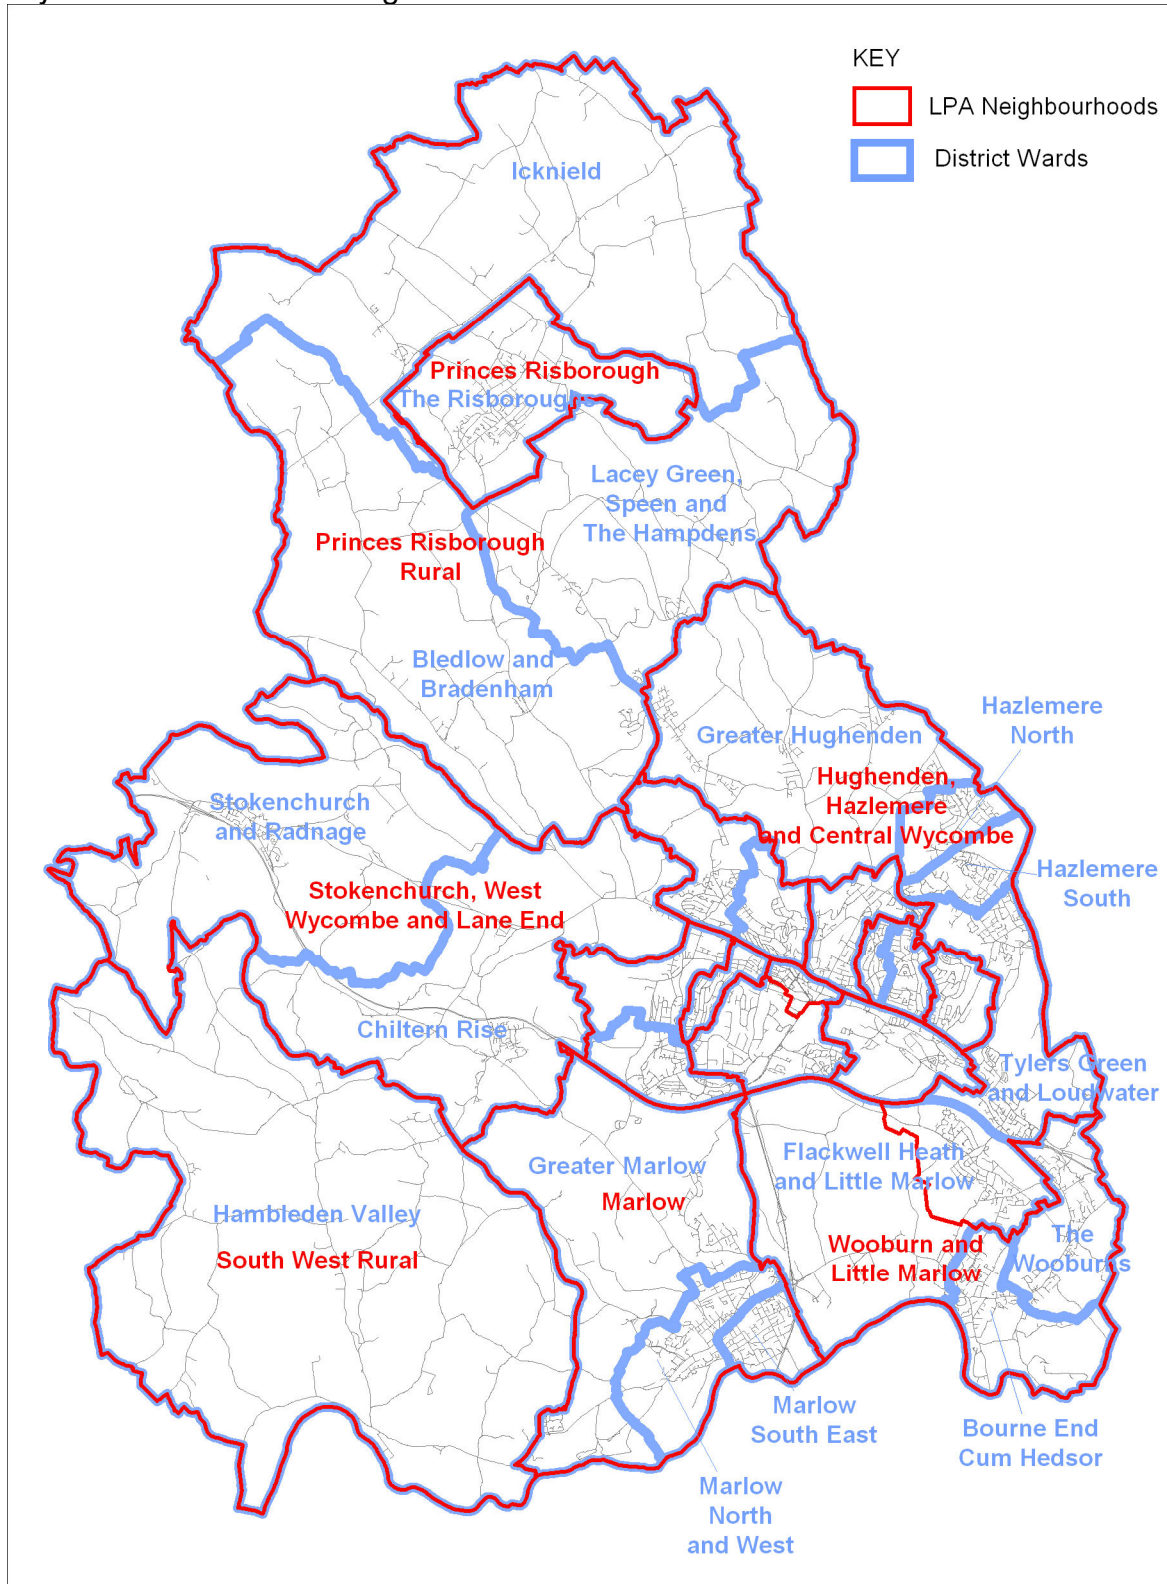 KEY
LPA Neighbourhoods
District Wards
Icknield
Princes Risborough
The Risboroughs
Lacey Green,
Speen and
The Hampdens
Princes Risborough
Rural
Bledlow and
Bradenham
Hazlemere
North
Greater Hughenden
Hughenden,
Hazlemere
and Central Wycombe
Stokenchurch
and Radnage
Hazlemere
South
Stokenchurch, West
Wycombe and Lane End
Chiltern Rise
Tylers Green
and Loudwater
Flackwell Heath
and Little Marlow
Greater Marlow
Marlow
Hambleden Valley
South West Rural
Wooburn and
Little Marlow
The
Wooburns
Marlow
South East
Bourne End
Cum Hedsor
Marlow
North
and West